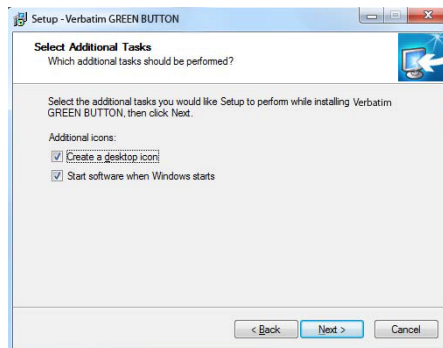 Setup - Verbatim GREEN BUTTON
Select Additional Tasks
Which additional tasks should be performed?
Select the additional tasks you would like Setup to perform while installing Verbatim
GREEN BUTTON, then click Next.
Additional icons:
Create a desktop icon
Start software when Windows starts
< Back
Next >
Cancel